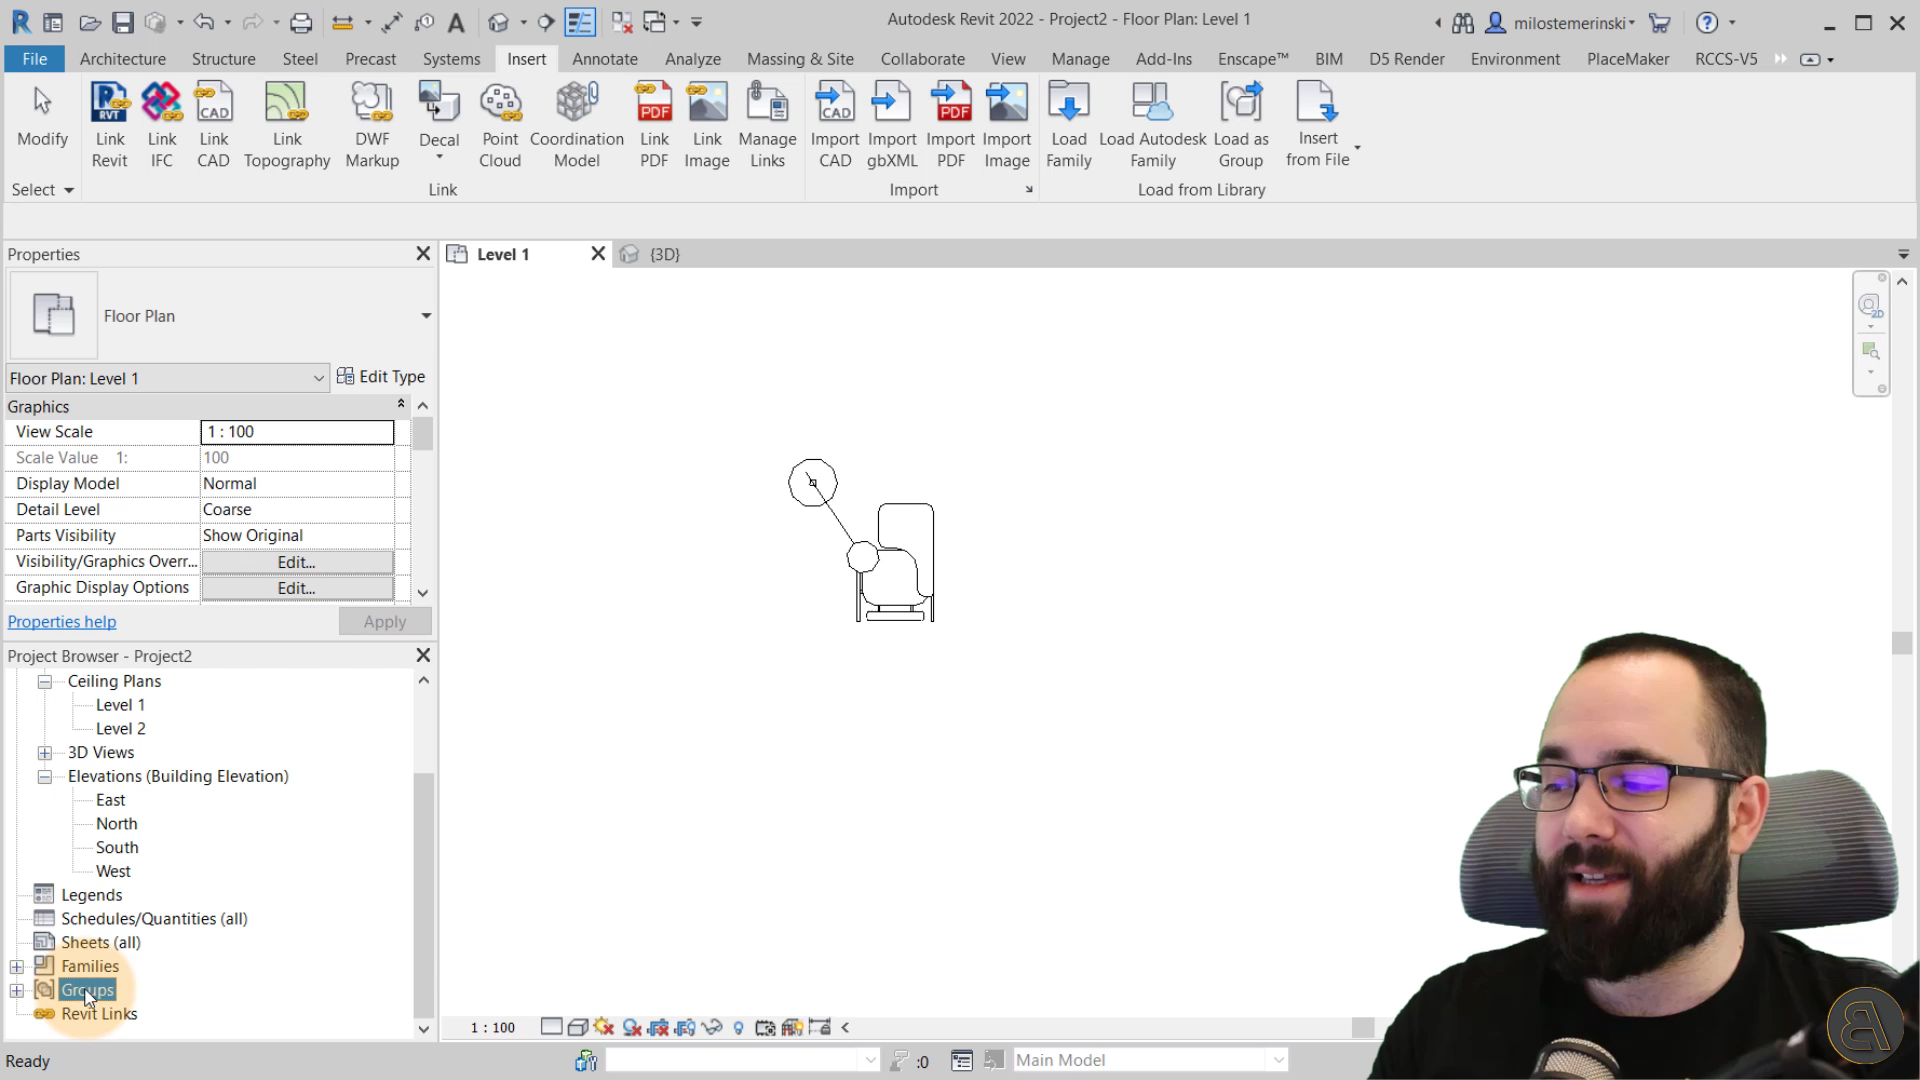 Autodesk Revit 2022 - Project2 - Floor Plan: Level 1
milostemerinski
File Architecture Structure Steel Precast Systems Insert Annotate Analyze Massing & Site Collaborate View Manage Add-Ins Enscape™ BIM D5 Render Environment PlaceMaker RCCS-V5
Modify
Link Revit
Link IFC
Link CAD
Link Topography
DWF Markup
Decal
Point Cloud
Coordination Model
Link PDF
Link Image
Manage Links
Import CAD
Import gbXML
Import PDF
Import Image
Load Family
Load Autodesk Family
Load as Group
Insert from File
Select Link Import Load from Library
Properties
Level 1
{3D}
Floor Plan
Floor Plan: Level 1 Edit Type
Graphics
View Scale 1 : 100
Scale Value 1: 100
Display Model Normal
Detail Level Coarse
Parts Visibility Show Original
Visibility/Graphics Overr... Edit...
Graphic Display Options Edit...
Properties help Apply
Project Browser - Project2
Ceiling Plans
Level 1
Level 2
3D Views
Elevations (Building Elevation)
East
North
South
West
Legends
Schedules/Quantities (all)
Sheets (all)
Families
Groups
Revit Links
1 : 100
Ready :0 Main Model